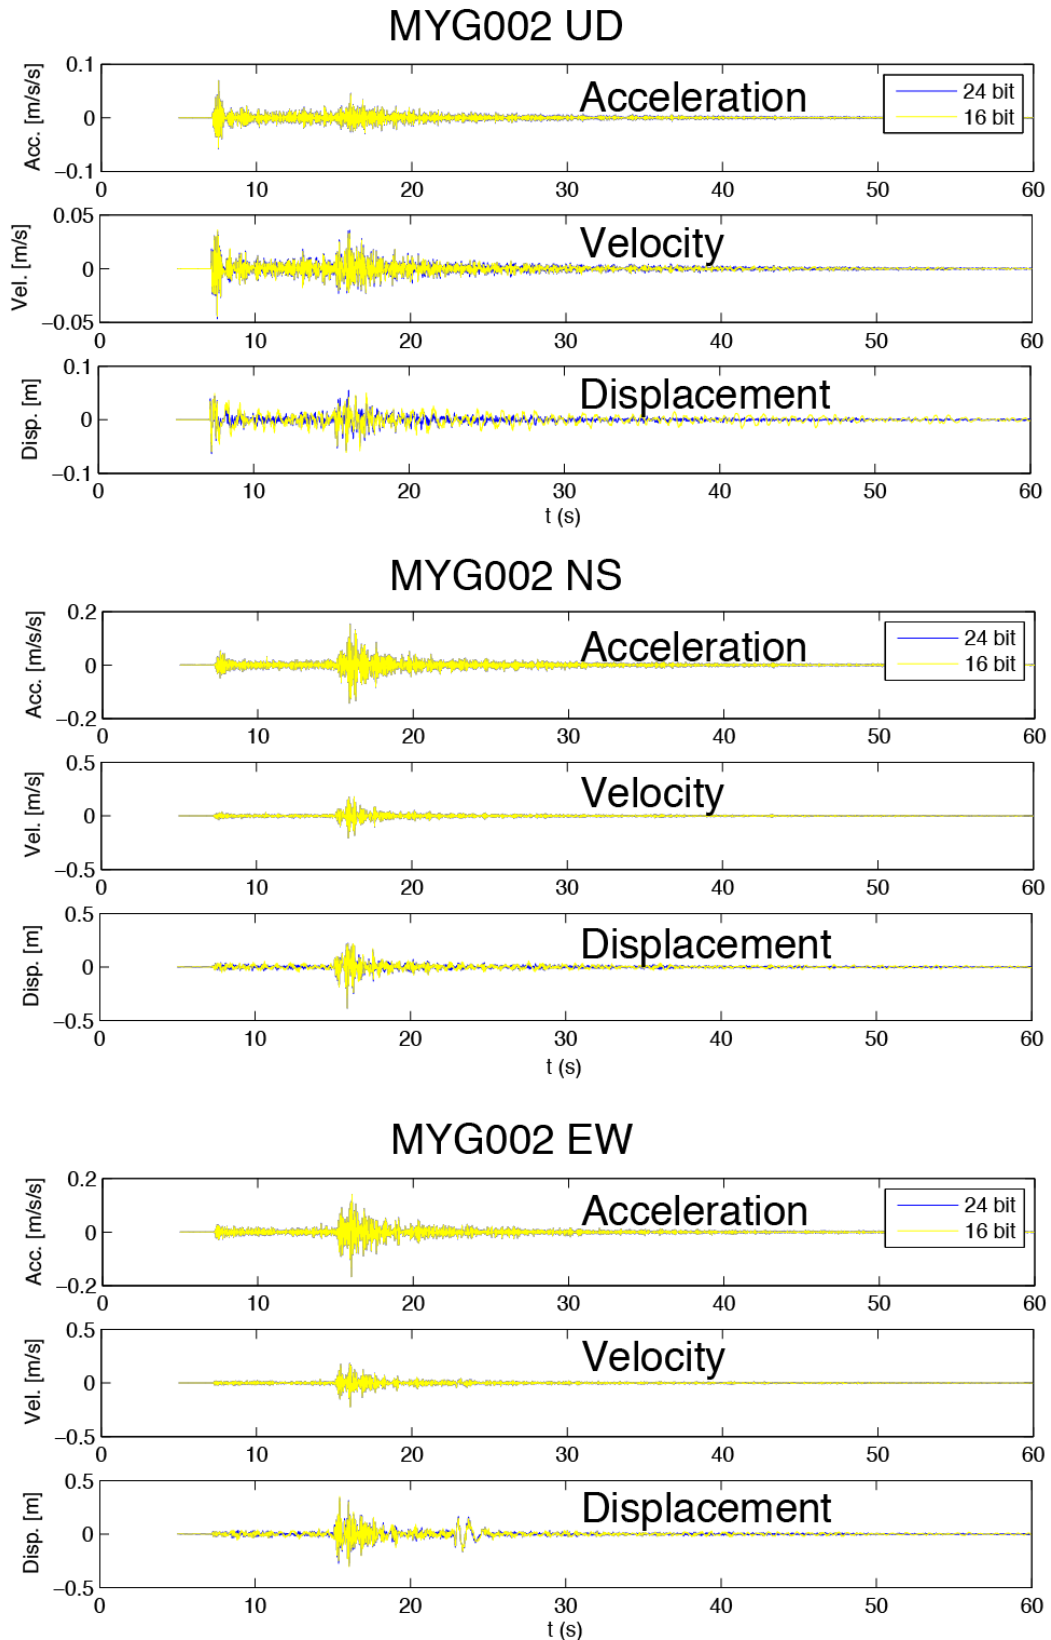 MYG002 UD
Acc. [m/s/s]
0.1
0
−0.1
Acceleration
24 bit
16 bit
0 10 20 30 40 50 60
Vel. [m/s]
0.05
0
−0.05
Velocity
0 10 20 30 40 50 60
Disp. [m]
0.1
0
−0.1
Displacement
0 10 20 30 40 50 60
t (s)
MYG002 NS
Acc. [m/s/s]
0.2
0
−0.2
Acceleration
24 bit
16 bit
0 10 20 30 40 50 60
Vel. [m/s]
0.5
0
−0.5
Velocity
0 10 20 30 40 50 60
Disp. [m]
0.5
0
−0.5
Displacement
0 10 20 30 40 50 60
t (s)
MYG002 EW
Acc. [m/s/s]
0.2
0
−0.2
Acceleration
24 bit
16 bit
0 10 20 30 40 50 60
Vel. [m/s]
0.5
0
−0.5
Velocity
0 10 20 30 40 50 60
Disp. [m]
0.5
0
−0.5
Displacement
0 10 20 30 40 50 60
t (s)